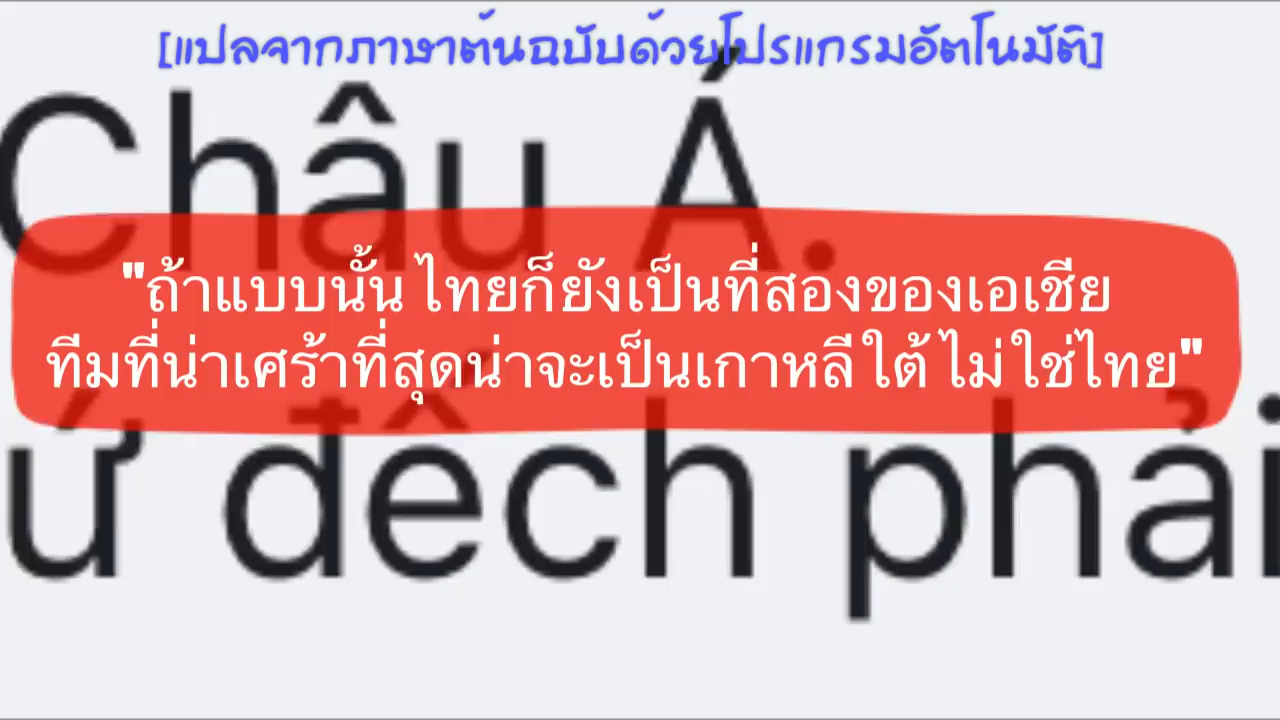 [แปลจากภาษาต้นฉบับด้วยโปรแกรมอัตโนมัติ]
Châu Á.
"ถ้าแบบนั้น ไทยก็ยังเป็นที่สองของเอเชีย
ทีมที่น่าเศร้าที่สุดน่าจะเป็นเกาหลีใต้ ไม่ใช่ไทย"
ứ đếch phải